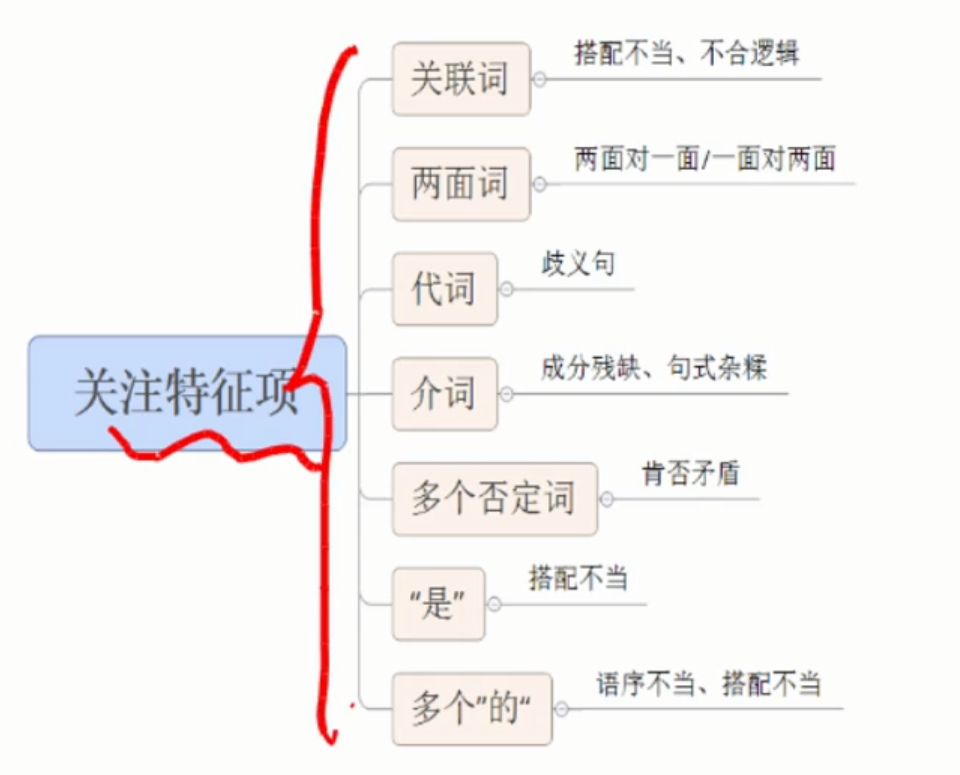 关注特征项
关联词
搭配不当、不合逻辑
两面词
两面对一面/一面对两面
代词
歧义句
介词
成分残缺、句式杂糅
多个否定词
肯否矛盾
“是”
搭配不当
多个”的“
语序不当、搭配不当